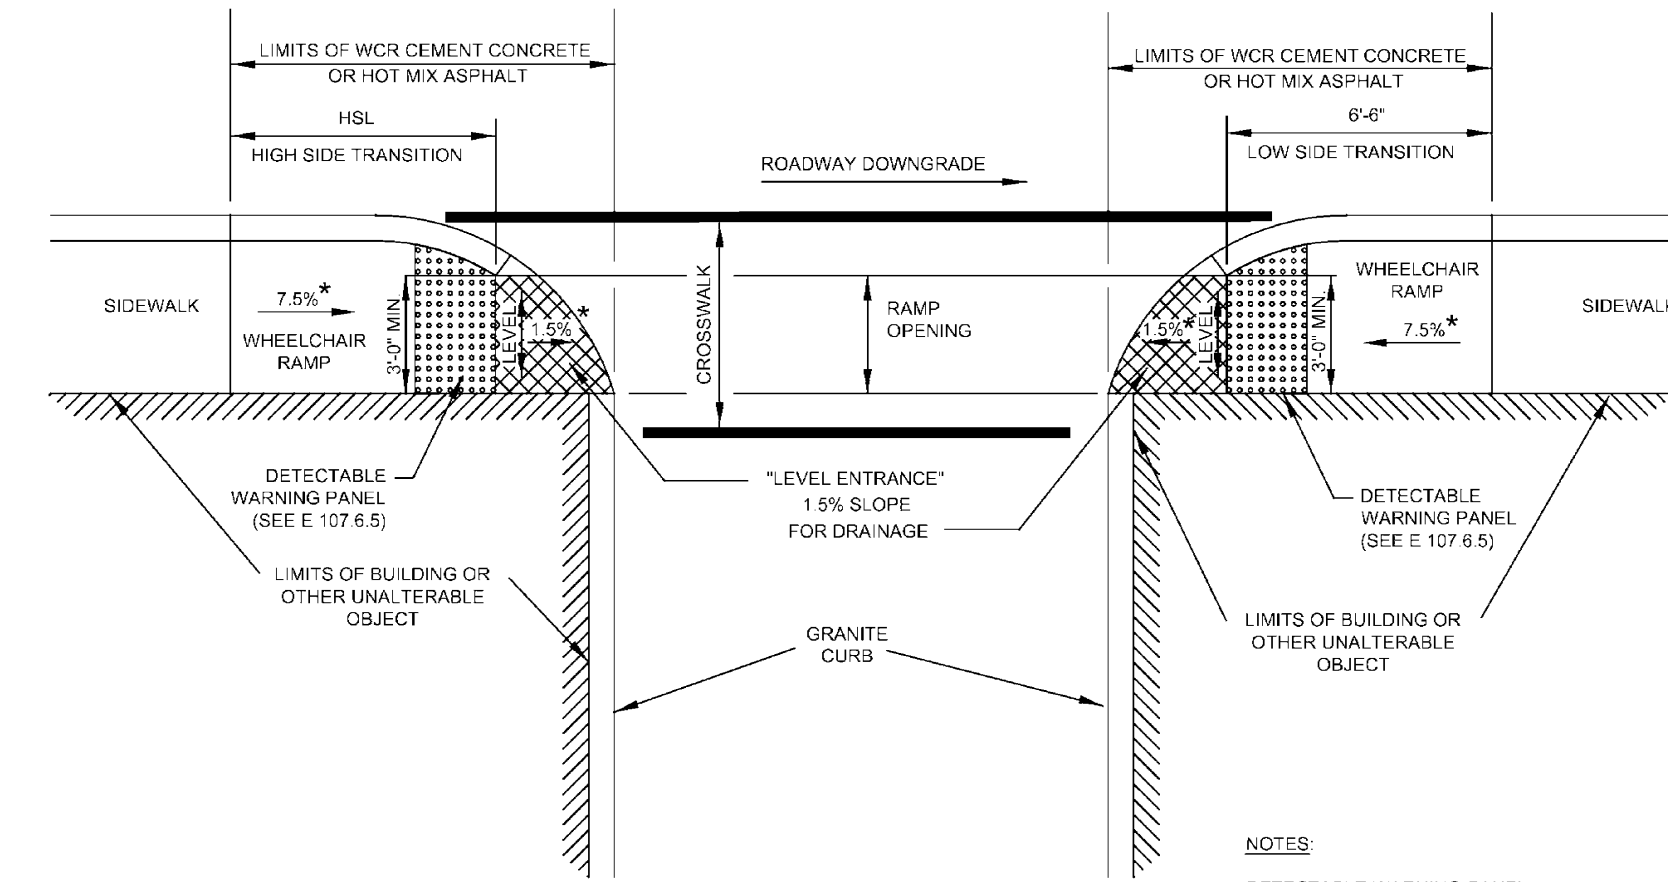 LIMITS OF WCR CEMENT CONCRETE
OR HOT MIX ASPHALT
HSL
HIGH SIDE TRANSITION
ROADWAY DOWNGRADE
LIMITS OF WCR CEMENT CONCRETE
OR HOT MIX ASPHALT
6'-6"
LOW SIDE TRANSITION
SIDEWALK
7.5%*
WHEELCHAIR
RAMP
3'-0" MIN.
LEVEL
1.5%*
CROSSWALK
RAMP
OPENING
1.5%*
LEVEL
3'-0" MIN.
WHEELCHAIR
RAMP
7.5%*
SIDEWALK
DETECTABLE
WARNING PANEL
(SEE E 107.6.5)
"LEVEL ENTRANCE"
1.5% SLOPE
FOR DRAINAGE
DETECTABLE
WARNING PANEL
(SEE E 107.6.5)
LIMITS OF BUILDING OR
OTHER UNALTERABLE
OBJECT
GRANITE
CURB
LIMITS OF BUILDING OR
OTHER UNALTERABLE
OBJECT
NOTES: